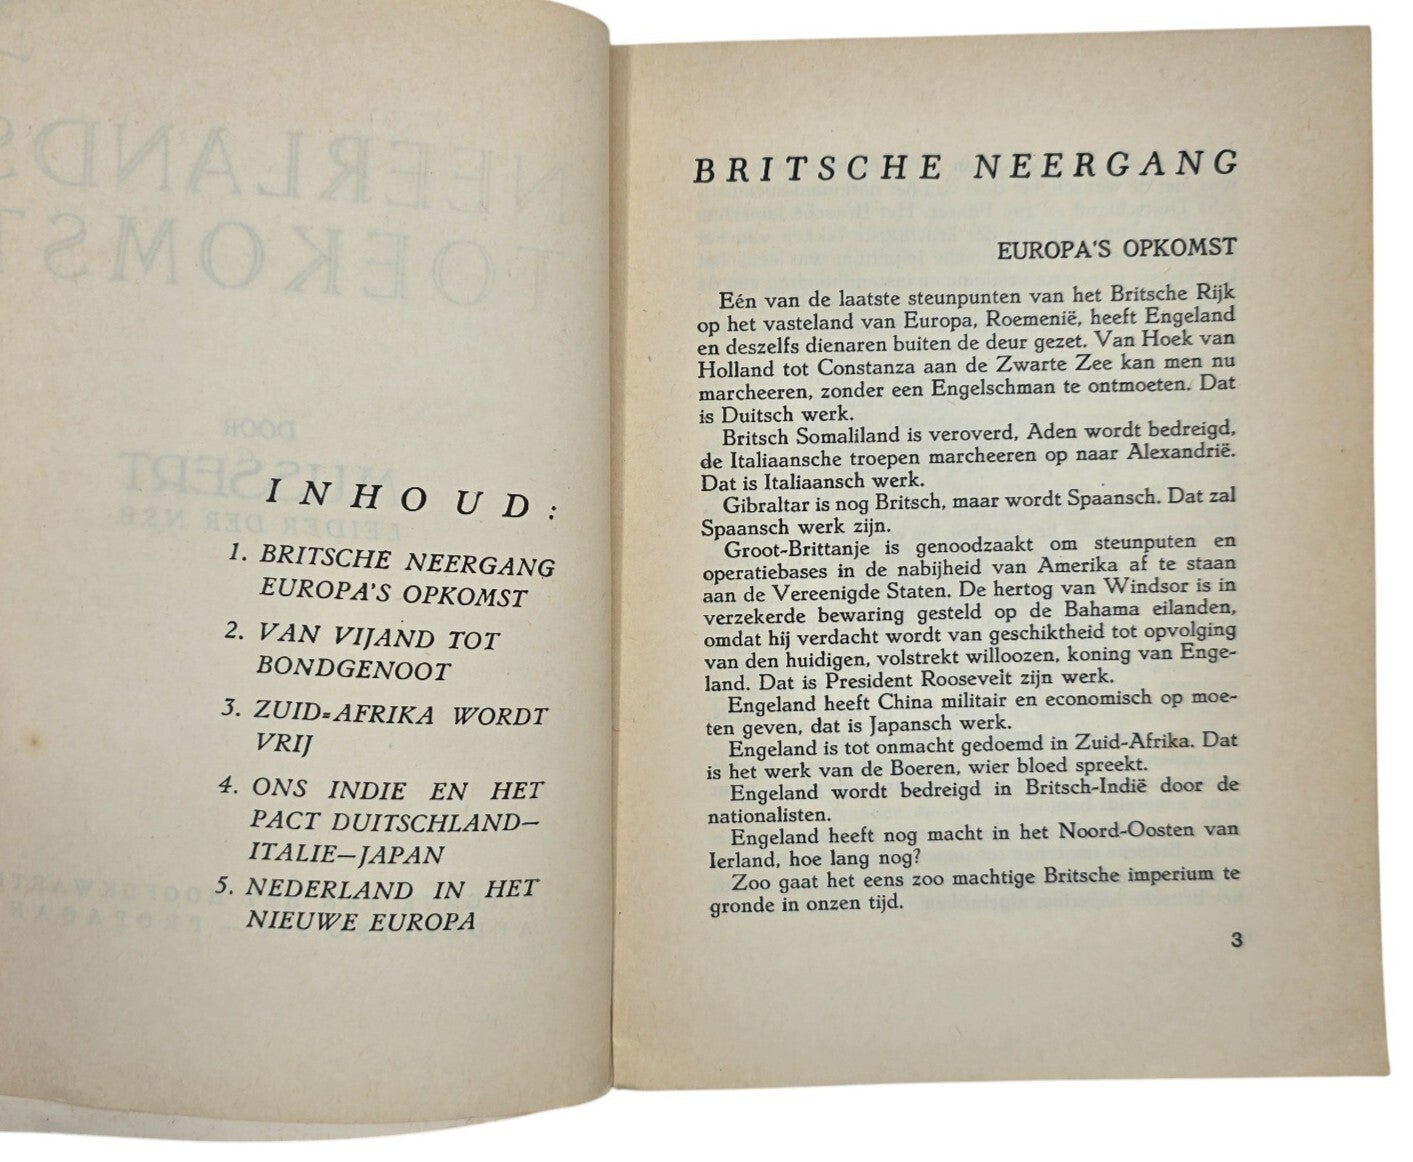 INHOUD:
1. BRITSCHE NEERGANG
EUROPA'S OPKOMST
2. VAN VIJAND TOT
BONDGENOOT
3. ZUID-AFRIKA WORDT
VRIJ
4. ONS INDIE EN HET
PACT DUITSCHLAND—
ITALIE—JAPAN
5. NEDERLAND IN HET
NIEUWE EUROPA
BRITSCHE NEERGANG
EUROPA'S OPKOMST
Eén van de laatste steunpunten van het Britsche Rijk
op het vasteland van Europa, Roemenië, heeft Engeland
en deszelfs dienaren buiten de deur gezet. Van Hoek van
Holland tot Constanza aan de Zwarte Zee kan men nu
marcheeren, zonder een Engelschman te ontmoeten. Dat
is Duitsch werk.
Britsch Somaliland is veroverd, Aden wordt bedreigd,
de Italiaansche troepen marcheeren op naar Alexandrië.
Dat is Italiaansch werk.
Gibraltar is nog Britsch, maar wordt Spaansch. Dat zal
Spaansch werk zijn.
Groot-Brittanje is genoodzaakt om steunputen en
operatiebases in de nabijheid van Amerika af te staan
aan de Vereenigde Staten. De hertog van Windsor is in
verzekerde bewaring gesteld op de Bahama eilanden,
omdat hij verdacht wordt van geschiktheid tot opvolging
van den huidigen, volstrekt willoozen, koning van Enge-
land. Dat is President Roosevelt zijn werk.
Engeland heeft China militair en economisch op moe-
ten geven, dat is Japansch werk.
Engeland is tot onmacht gedoemd in Zuid-Afrika. Dat
is het werk van de Boeren, wier bloed spreekt.
Engeland wordt bedreigd in Britsch-Indië door de
nationalisten.
Engeland heeft nog macht in het Noord-Oosten van
Ierland, hoe lang nog?
Zoo gaat het eens zoo machtige Britsche imperium te
gronde in onzen tijd.
3